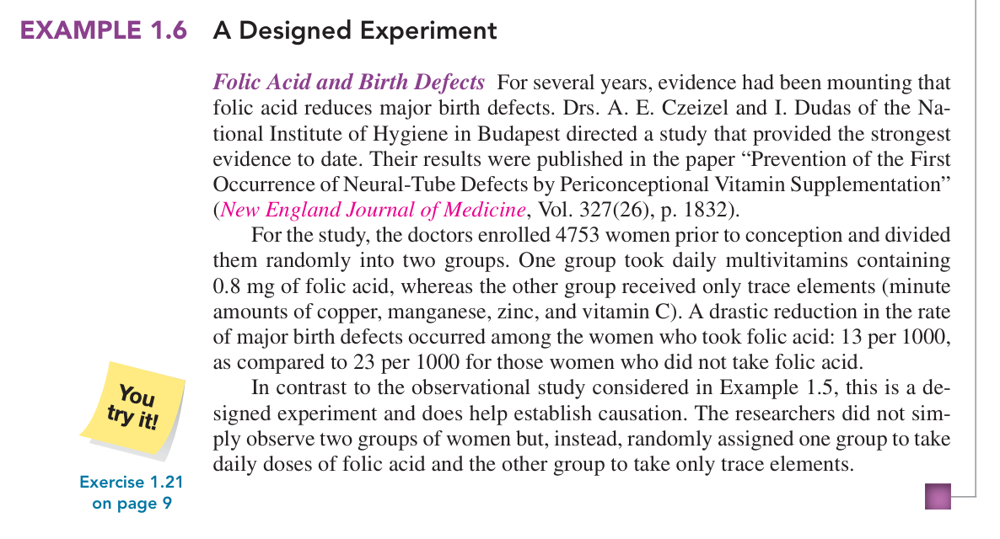 EXAMPLE 1.6 A Designed Experiment
Folic Acid and Birth Defects For several years, evidence had been mounting that
folic acid reduces major birth defects. Drs. A. E. Czeizel and I. Dudas of the Na-
tional Institute of Hygiene in Budapest directed a study that provided the strongest
evidence to date. Their results were published in the paper “Prevention of the First
Occurrence of Neural-Tube Defects by Periconceptional Vitamin Supplementation”
(New England Journal of Medicine, Vol. 327(26), p. 1832).
For the study, the doctors enrolled 4753 women prior to conception and divided
them randomly into two groups. One group took daily multivitamins containing
0.8 mg of folic acid, whereas the other group received only trace elements (minute
amounts of copper, manganese, zinc, and vitamin C). A drastic reduction in the rate
of major birth defects occurred among the women who took folic acid: 13 per 1000,
as compared to 23 per 1000 for those women who did not take folic acid.
In contrast to the observational study considered in Example 1.5, this is a de-
signed experiment and does help establish causation. The researchers did not sim-
ply observe two groups of women but, instead, randomly assigned one group to take
daily doses of folic acid and the other group to take only trace elements.
You
try it!
Exercise 1.21
on page 9